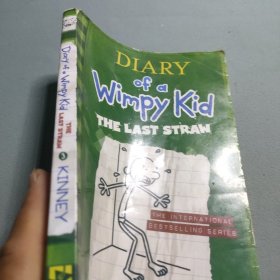 DIARY
of a
Wimpy Kid
THE LAST STRAW
THE INTERNATIONAL
BESTSELLING SERIES
DIARY of a Wimpy Kid
THE
LAST STRAW
KINNEY